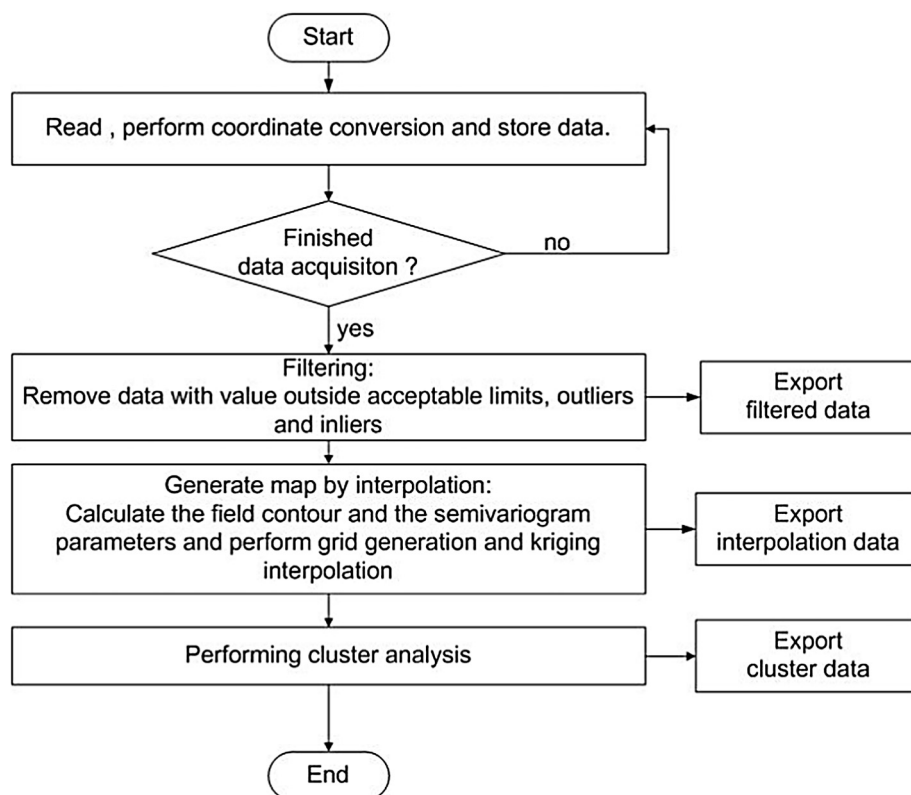 Start
Read , perform coordinate conversion and store data.
Finished
data acquisiton ?
no
yes
Filtering:
Remove data with value outside acceptable limits, outliers
and inliers
Export
filtered data
Generate map by interpolation:
Calculate the field contour and the semivariogram
parameters and perform grid generation and kriging
interpolation
Export
interpolation data
Performing cluster analysis
Export
cluster data
End